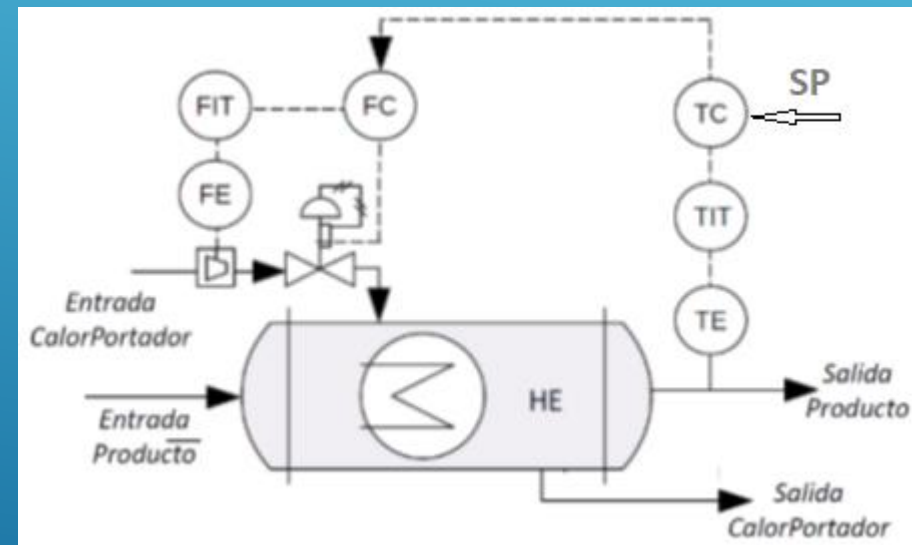 SP
FIT
FC
TC
FE
TIT
TE
Entrada
CalorPortador
Entrada
Producto
HE
Salida
Producto
Salida
CalorPortador